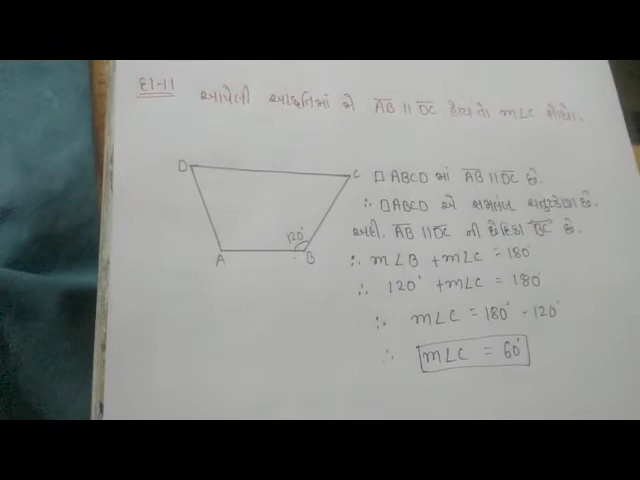 દા-11 આપેલી આકૃતિમાં જો AB || DC હોય તો m∠C શોધો.
D
C
A
B
120°
□ABCD માં AB || DC છે.
∴ □ABCD એ સમલંબ ચતુષ્કોણ છે.
અહી. AB || DC ની છેદિકા BC છે.
∴ m∠B + m∠C = 180°
∴ 120° + m∠C = 180°
∴ m∠C = 180° - 120°
∴ m∠C = 60°